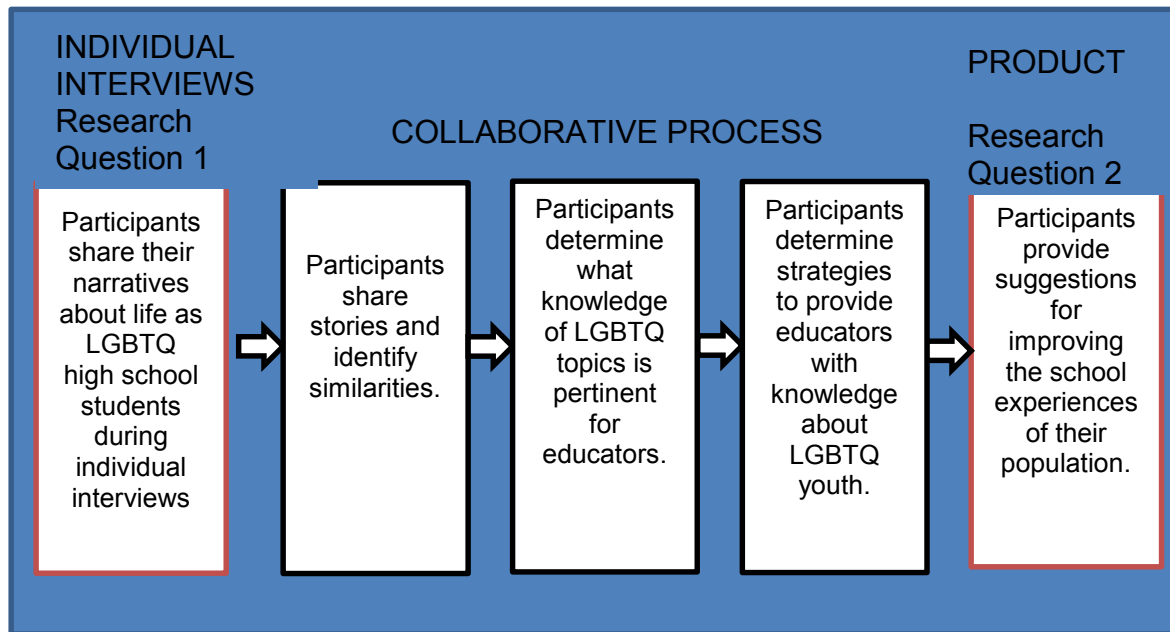 INDIVIDUAL
INTERVIEWS
Research
Question 1
COLLABORATIVE PROCESS
PRODUCT
Research
Question 2
Participants
share their
narratives
about life as
LGBTQ
high school
students
during
individual
interviews
Participants
share
stories and
identify
similarities.
Participants
determine
what
knowledge
of LGBTQ
topics is
pertinent
for
educators.
Participants
determine
strategies
to provide
educators
with
knowledge
about
LGBTQ
youth.
Participants
provide
suggestions
for
improving
the school
experiences
of their
population.